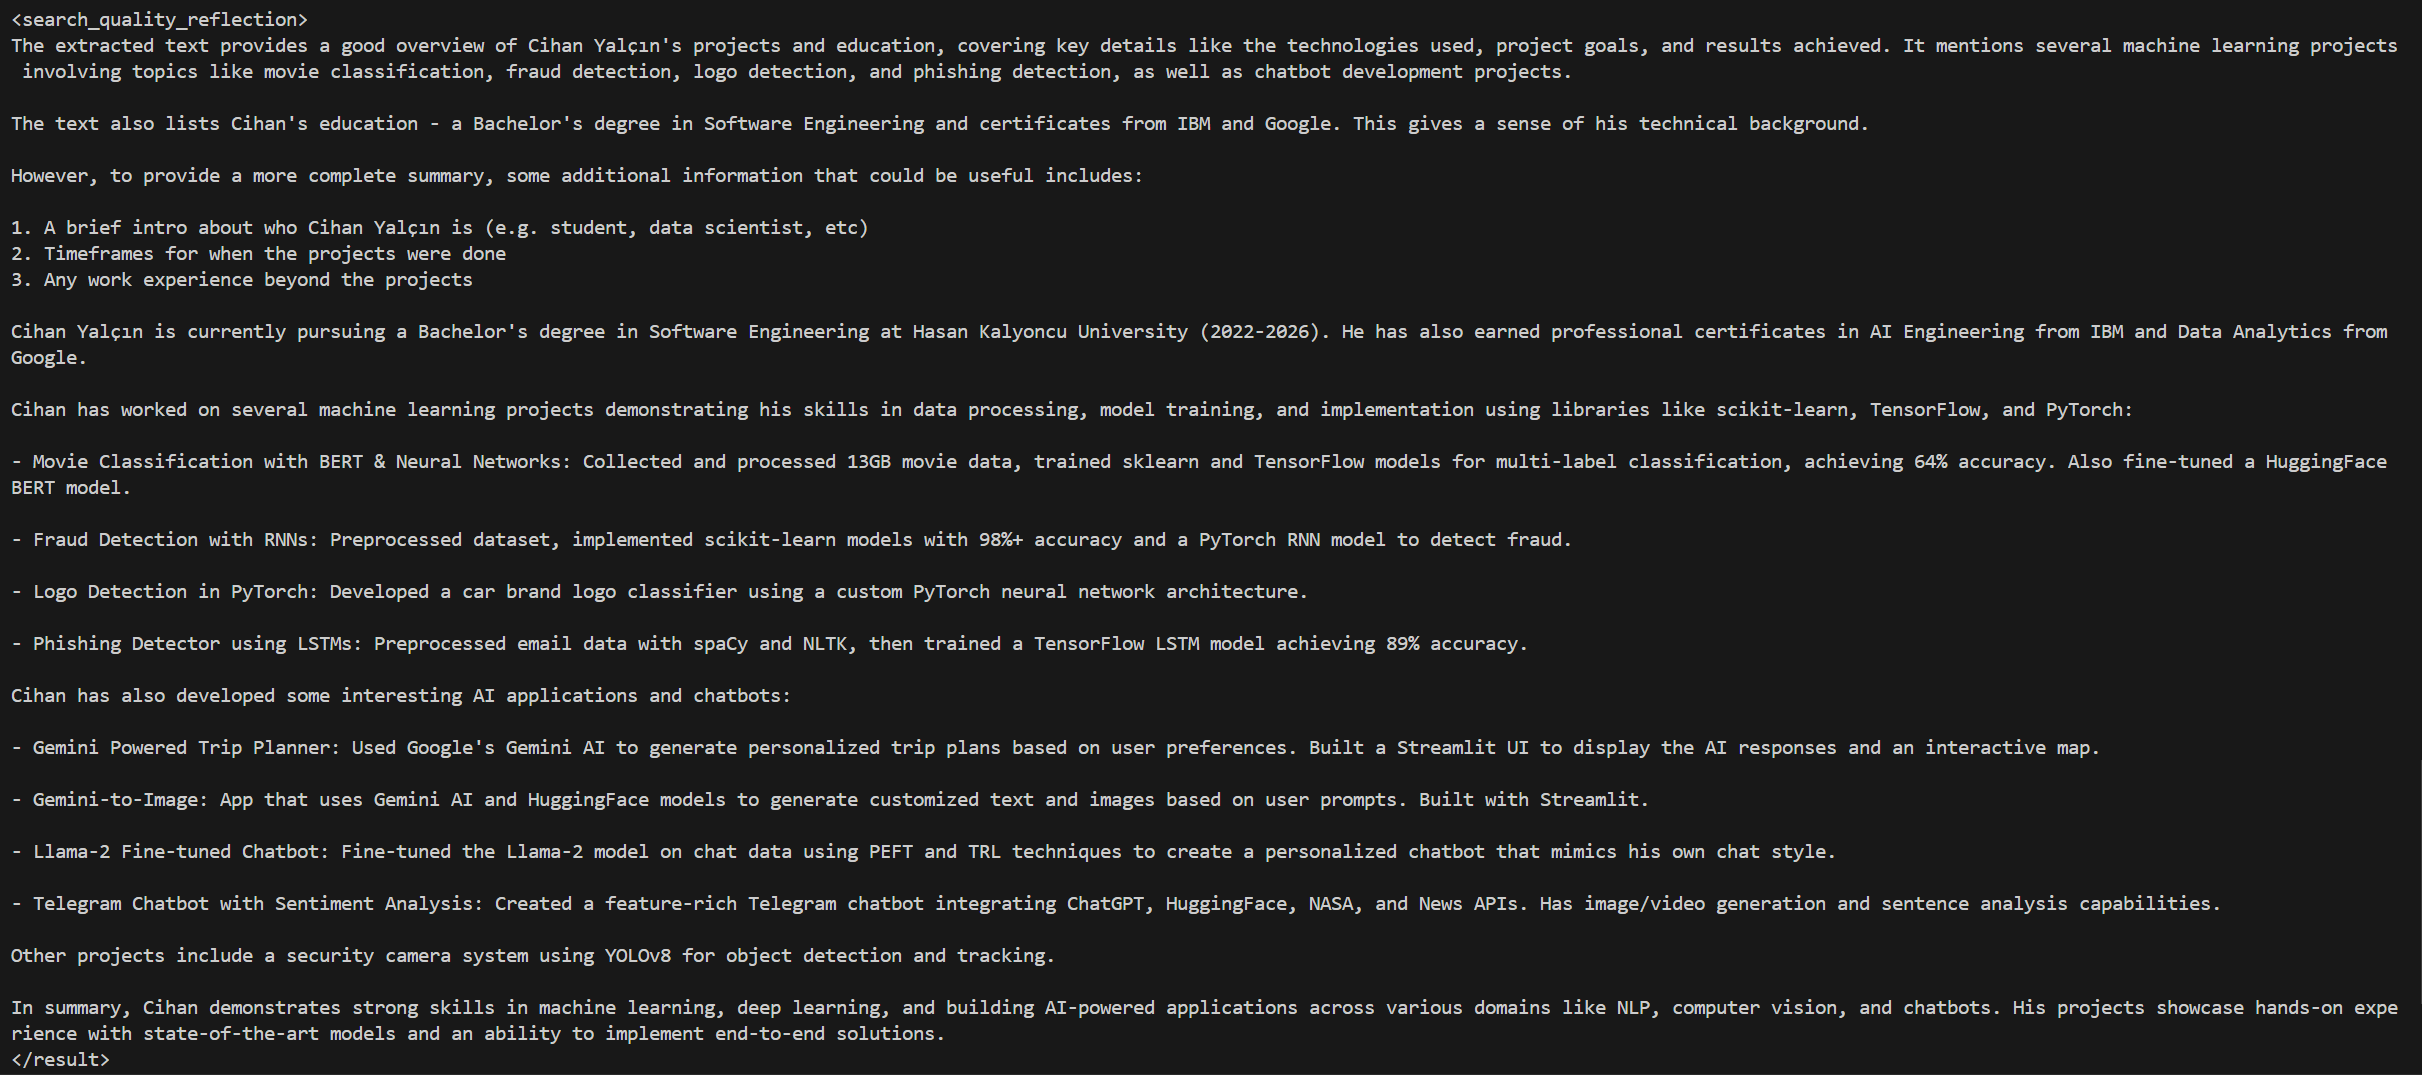 <search_quality_reflection>
The extracted text provides a good overview of Cihan Yalçın's projects and education, covering key details like the technologies used, project goals, and results achieved. It mentions several machine learning projects
involving topics like movie classification, fraud detection, logo detection, and phishing detection, as well as chatbot development projects.
The text also lists Cihan's education - a Bachelor's degree in Software Engineering and certificates from IBM and Google. This gives a sense of his technical background.
However, to provide a more complete summary, some additional information that could be useful includes:
1. A brief intro about who Cihan Yalçın is (e.g. student, data scientist, etc)
2. Timeframes for when the projects were done
3. Any work experience beyond the projects
Cihan Yalçın is currently pursuing a Bachelor's degree in Software Engineering at Hasan Kalyoncu University (2022-2026). He has also earned professional certificates in AI Engineering from IBM and Data Analytics from
Google.
Cihan has worked on several machine learning projects demonstrating his skills in data processing, model training, and implementation using libraries like scikit-learn, TensorFlow, and PyTorch:
- Movie Classification with BERT & Neural Networks: Collected and processed 13GB movie data, trained sklearn and TensorFlow models for multi-label classification, achieving 64% accuracy. Also fine-tuned a HuggingFace
BERT model.
- Fraud Detection with RNNs: Preprocessed dataset, implemented scikit-learn models with 98%+ accuracy and a PyTorch RNN model to detect fraud.
- Logo Detection in PyTorch: Developed a car brand logo classifier using a custom PyTorch neural network architecture.
- Phishing Detector using LSTMs: Preprocessed email data with spaCy and NLTK, then trained a TensorFlow LSTM model achieving 89% accuracy.
Cihan has also developed some interesting AI applications and chatbots:
- Gemini Powered Trip Planner: Used Google's Gemini AI to generate personalized trip plans based on user preferences. Built a Streamlit UI to display the AI responses and an interactive map.
- Gemini-to-Image: App that uses Gemini AI and HuggingFace models to generate customized text and images based on user prompts. Built with Streamlit.
- Llama-2 Fine-tuned Chatbot: Fine-tuned the Llama-2 model on chat data using PEFT and TRL techniques to create a personalized chatbot that mimics his own chat style.
- Telegram Chatbot with Sentiment Analysis: Created a feature-rich Telegram chatbot integrating ChatGPT, HuggingFace, NASA, and News APIs. Has image/video generation and sentence analysis capabilities.
Other projects include a security camera system using YOLOv8 for object detection and tracking.
In summary, Cihan demonstrates strong skills in machine learning, deep learning, and building AI-powered applications across various domains like NLP, computer vision, and chatbots. His projects showcase hands-on expe
rience with state-of-the-art models and an ability to implement end-to-end solutions.
</result>